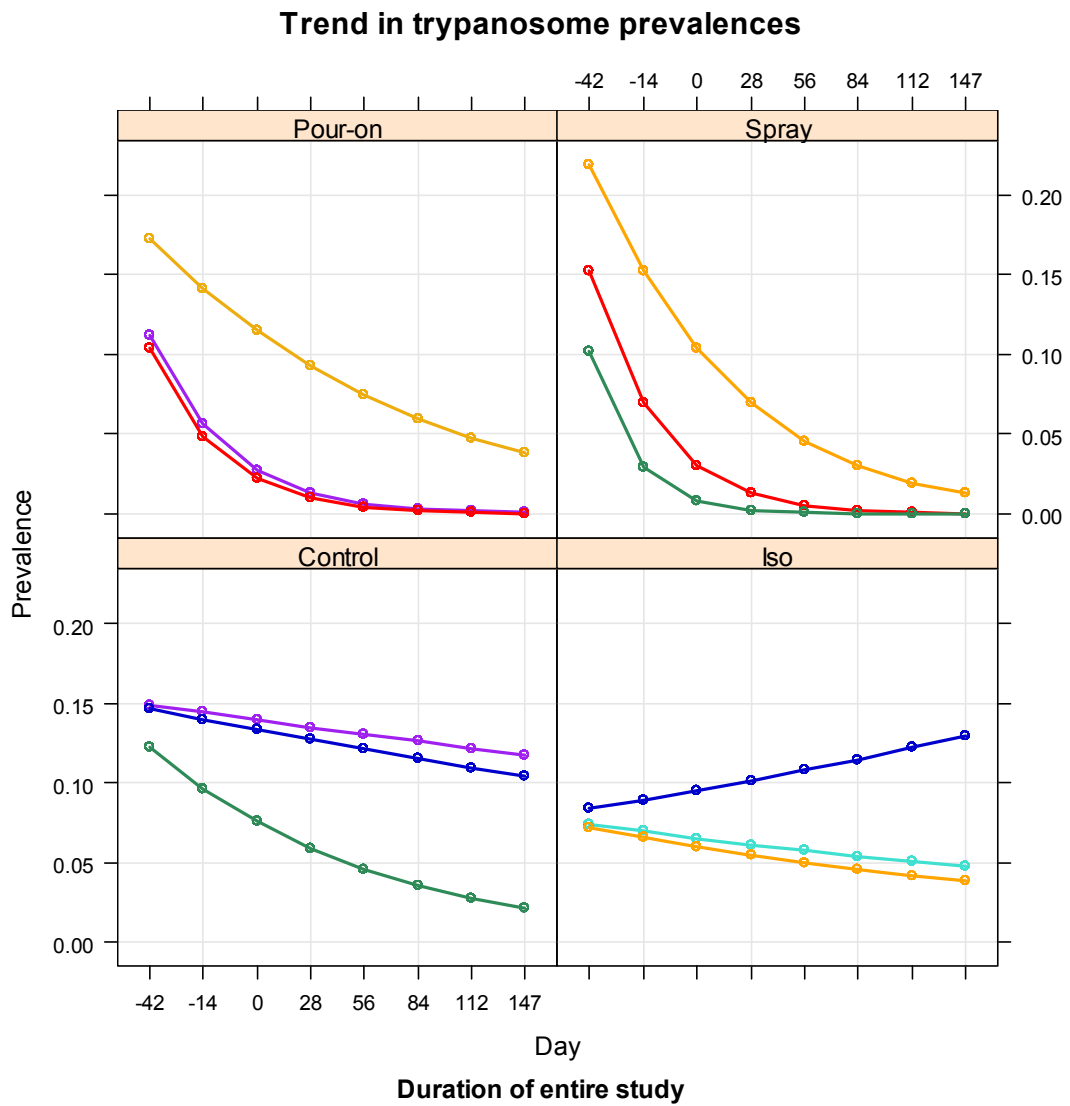 Trend in trypanosome prevalences
-42 -14 0 28 56 84 112 147
Pour-on Spray
0.20
0.15
0.10
0.05
0.00
Control Iso
Prevalence
0.20
0.15
0.10
0.05
0.00
-42 -14 0 28 56 84 112 147
Day
Duration of entire study